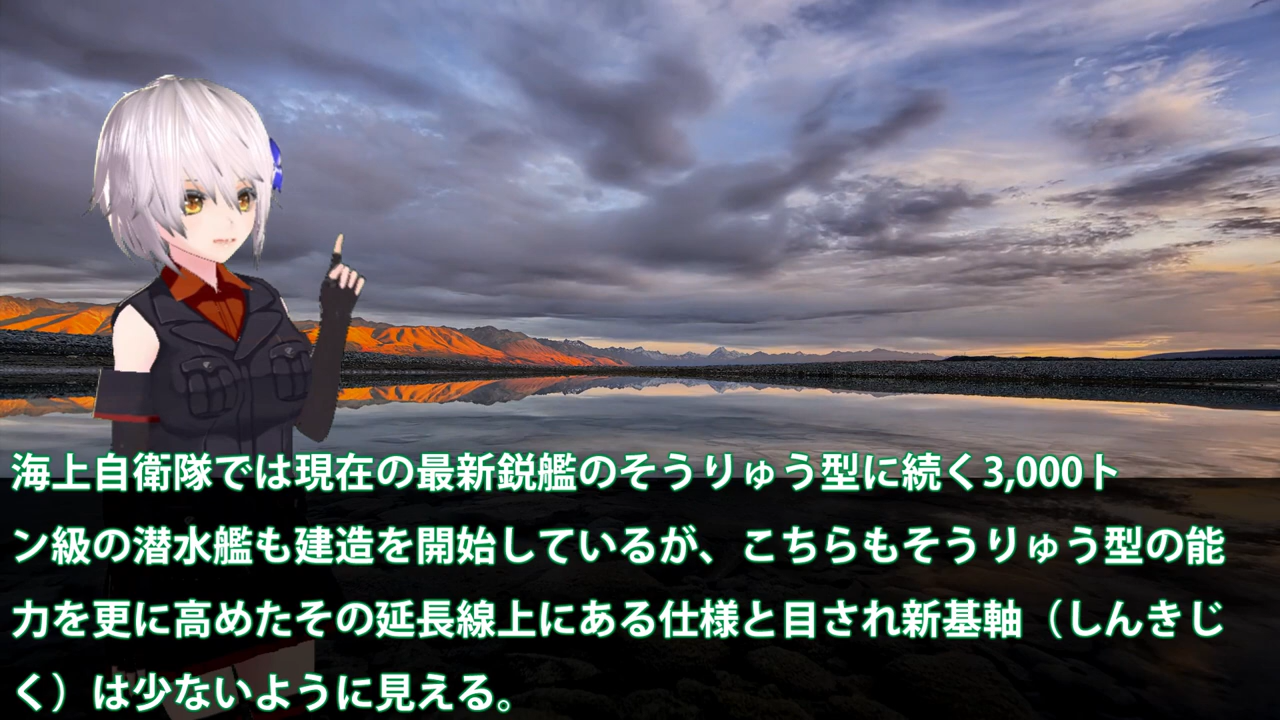 海上自衛隊では現在の最新鋭艦のそうりゅう型に続く3,000ト
ン級の潜水艦も建造を開始しているが、こちらもそうりゅう型の能
力を更に高めたその延長線上にある仕様と目され新基軸（しんきじ
く）は少ないように見える。